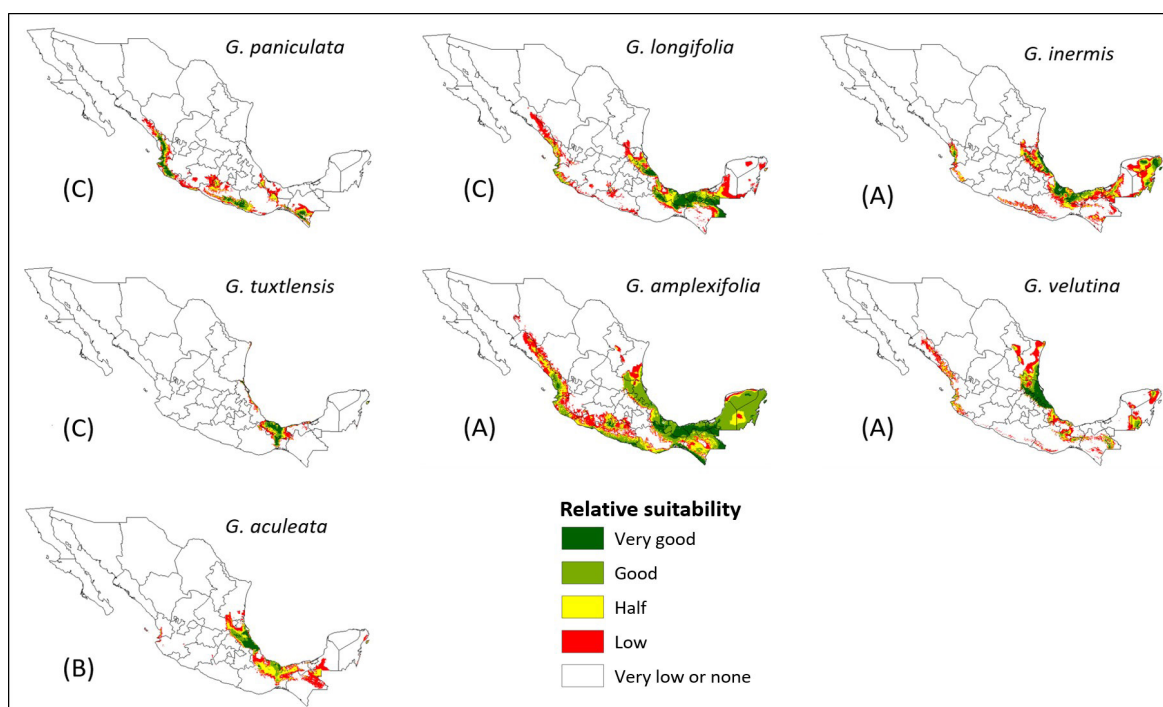 G. paniculata
G. longifolia
G. inermis
(C)
(C)
(A)
G. tuxtlensis
G. amplexifolia
G. velutina
(C)
(A)
(A)
G. aculeata
(B)
Relative suitability
Very good
Good
Half
Low
Very low or none